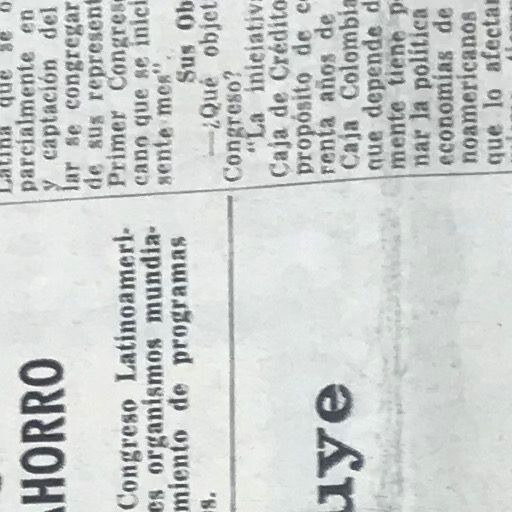 AHORRO
Congreso Latinoameri-
es organismos mundia-
miento de programas
s.
uye
Latina que se
parcialmente en
y captación del
lar se congregar
de sus represent
Primer Congres
cano que se inici
sente mes".
Sus Ob
—¿Qué objet
Congreso?
"La iniciativ
Caja de Crédito
propósito de c
renta años de
Caja Colombia
que depende d
mente tiene p
nar la política
economías de
noamericanos
que lo afecta